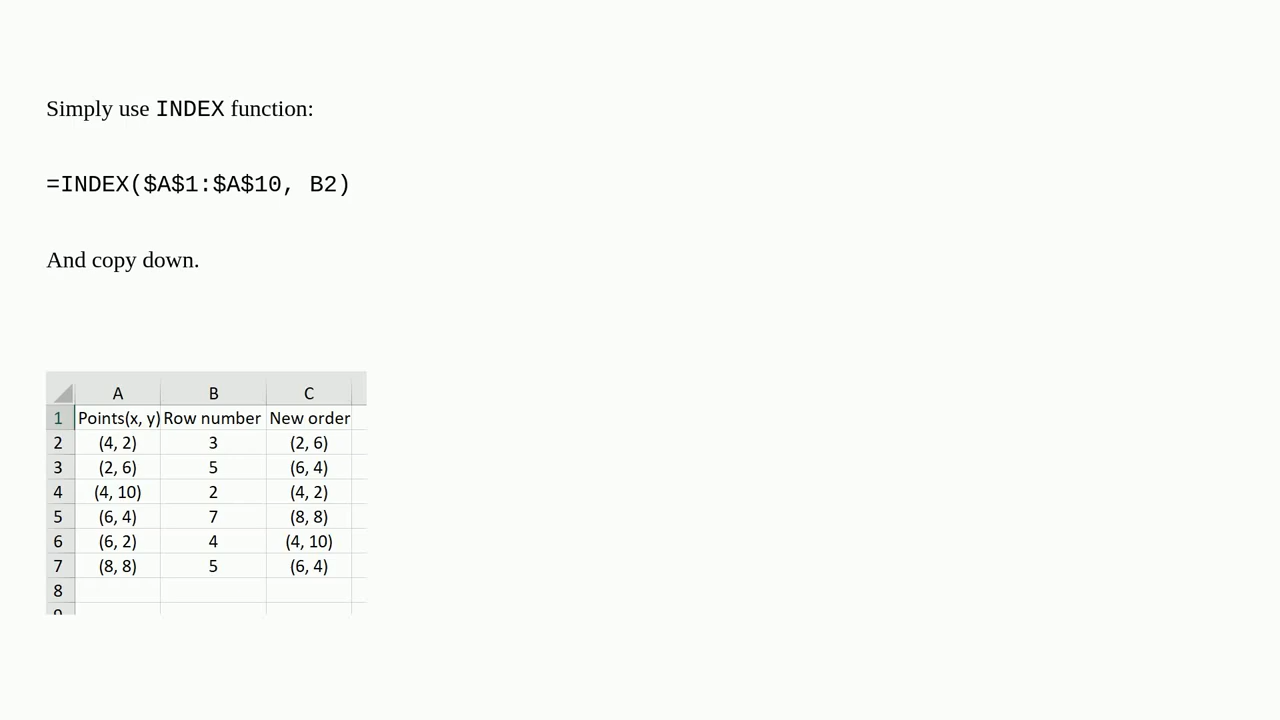 Simply use INDEX function:
=INDEX($A$1:$A$10, B2)
And copy down.
A B C
1 Points(x, y) Row number New order
2 (4, 2) 3 (2, 6)
3 (2, 6) 5 (6, 4)
4 (4, 10) 2 (4, 2)
5 (6, 4) 7 (8, 8)
6 (6, 2) 4 (4, 10)
7 (8, 8) 5 (6, 4)
8
9